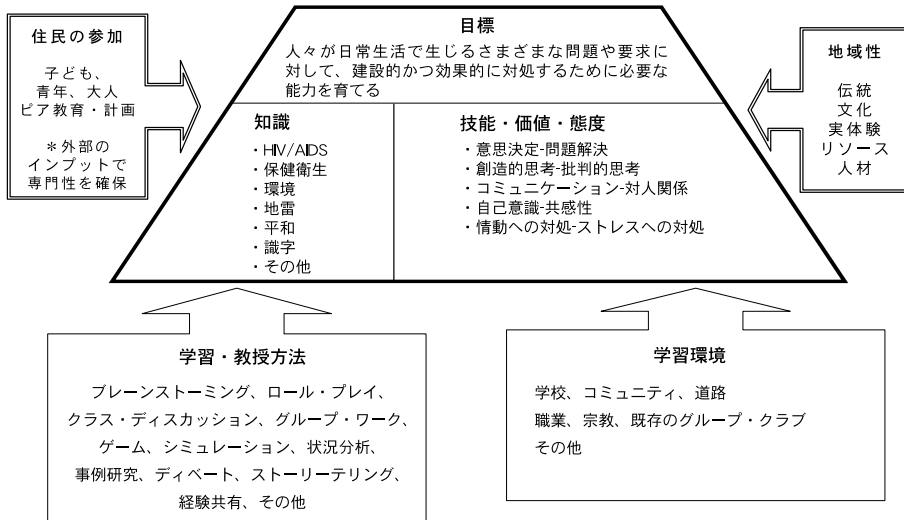 住民の参加
子ども、
青年、大人
ピア教育・計画
＊外部の
インプットで
専門性を確保
目標
人々が日常生活で生じるさまざまな問題や要求に
対して、建設的かつ効果的に対処するために必要な
能力を育てる
地域性
伝統
文化
実体験
リソース
人材
知識
・HIV/AIDS
・保健衛生
・環境
・地雷
・平和
・識字
・その他
技能・価値・態度
・意思決定-問題解決
・創造的思考-批判的思考
・コミュニケーション-対人関係
・自己意識-共感性
・情動への対処-ストレスへの対処
学習・教授方法
ブレーンストーミング、ロール・プレイ、
クラス・ディスカッション、グループ・ワーク、
ゲーム、シミュレーション、状況分析、
事例研究、ディベート、ストーリーテリング、
経験共有、その他
学習環境
学校、コミュニティ、道路
職業、宗教、既存のグループ・クラブ
その他